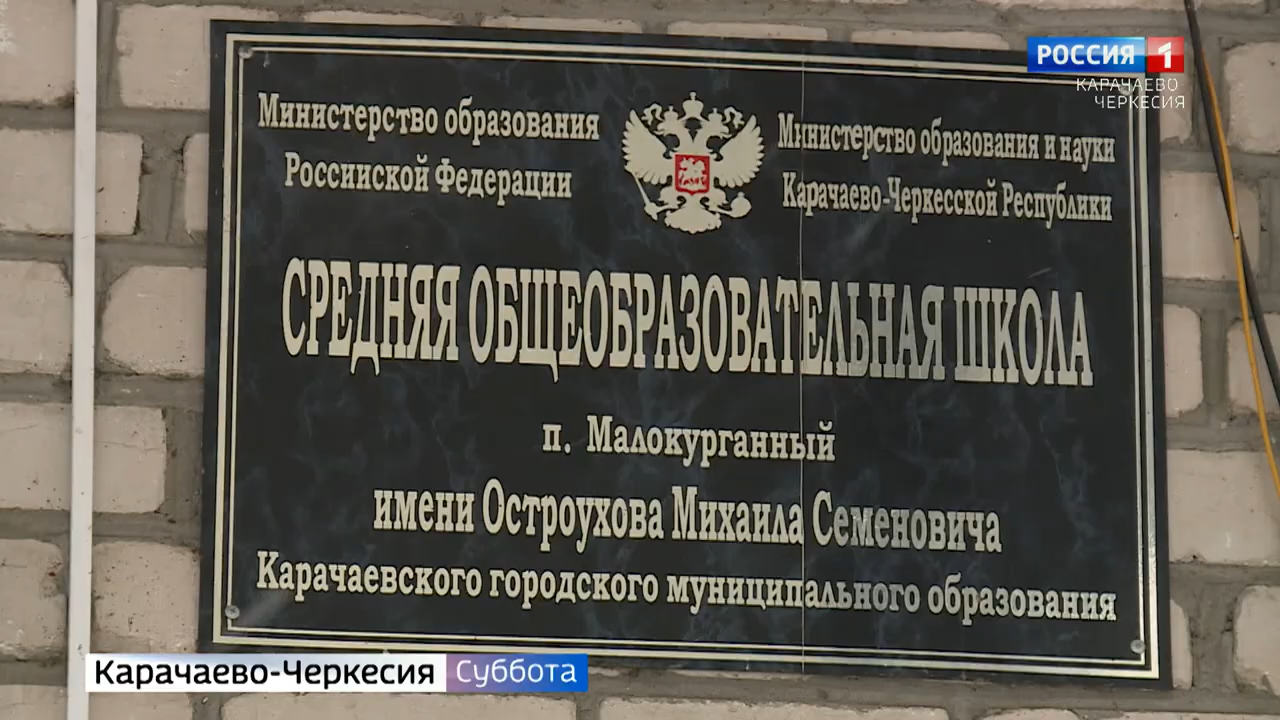 РОССИЯ 1
КАРАЧАЕВО
ЧЕРКЕСИЯ
Министерство образования
Российской Федерации
Министерство образования и науки
Карачаево-Черкесской Республики
СРЕДНЯЯ ОБЩЕОБРАЗОВАТЕЛЬНАЯ ШКОЛА
п. Малокурганный
имени Остроухова Михаила Семеновича
Карачаевского городского муниципального образования
Карачаево-Черкесия Суббота